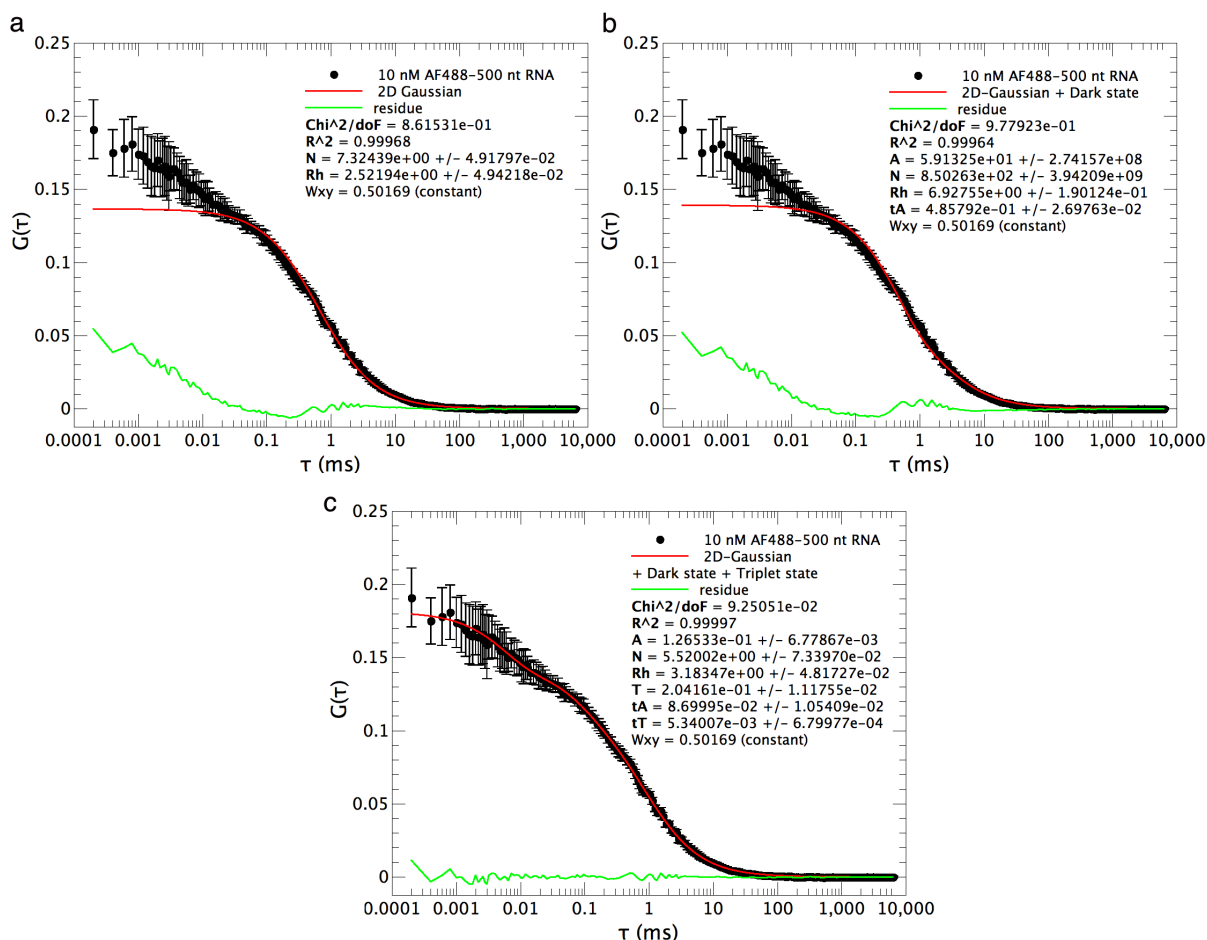 a
0.25
0.2
0.15
0.1
0.05
0
G(τ)
10 nM AF488-500 nt RNA
2D Gaussian
residue
Chi^2/doF = 8.61531e-01
R^2 = 0.99968
N = 7.32439e+00 +/- 4.91797e-02
Rh = 2.52194e+00 +/- 4.94218e-02
Wxy = 0.50169 (constant)
0.0001 0.001 0.01 0.1 1 10 100 1,000 10,000
τ (ms)
b
0.25
0.2
0.15
0.1
0.05
0
G(τ)
10 nM AF488-500 nt RNA
2D-Gaussian + Dark state
residue
Chi^2/doF = 9.77923e-01
R^2 = 0.99964
A = 5.91325e+01 +/- 2.74157e+08
N = 8.50263e+02 +/- 3.94209e+09
Rh = 6.92755e+00 +/- 1.90124e-01
tA = 4.85792e-01 +/- 2.69763e-02
Wxy = 0.50169 (constant)
0.0001 0.001 0.01 0.1 1 10 100 1,000 10,000
τ (ms)
c
0.25
0.2
0.15
0.1
0.05
0
G(τ)
10 nM AF488-500 nt RNA
2D-Gaussian
+ Dark state + Triplet state
residue
Chi^2/doF = 9.25051e-02
R^2 = 0.99997
A = 1.26533e-01 +/- 6.77867e-03
N = 5.52002e+00 +/- 7.33970e-02
Rh = 3.18347e+00 +/- 4.81727e-02
T = 2.04161e-01 +/- 1.11755e-02
tA = 8.69995e-02 +/- 1.05409e-02
tT = 5.34007e-03 +/- 6.79977e-04
Wxy = 0.50169 (constant)
0.0001 0.001 0.01 0.1 1 10 100 1,000 10,000
τ (ms)